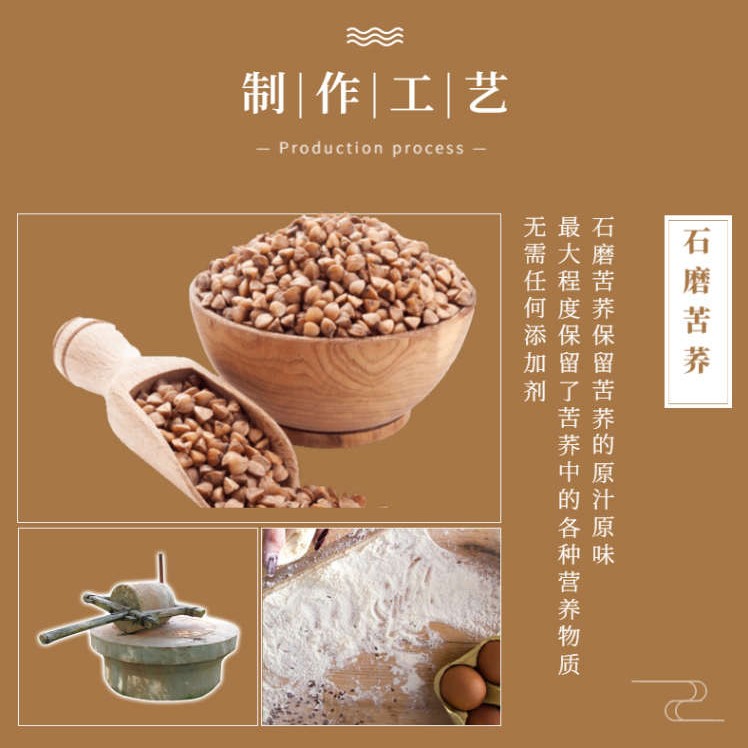 制作工艺
— Production process —
石磨苦荞
石磨苦荞保留苦荞的原汁原味
最大程度保留了苦荞中的各种营养物质
无需任何添加剂